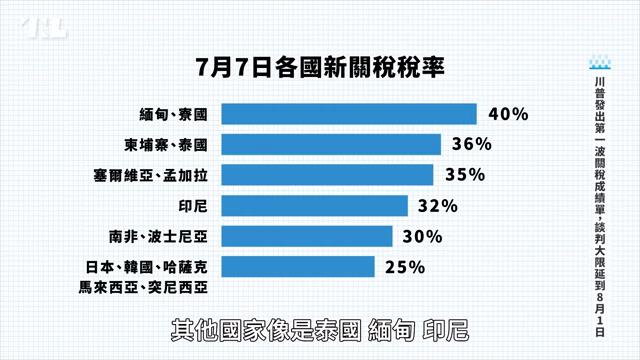 TL
7月7日各國新關稅稅率
緬甸、寮國 40%
柬埔寨、泰國 36%
塞爾維亞、孟加拉 35%
印尼 32%
南非、波士尼亞 30%
日本、韓國、哈薩克 25%
馬來西亞、突尼西亞
川普發出第一波關稅成績單，談判大限延到8月1日
其他國家像是泰國 緬甸 印尼